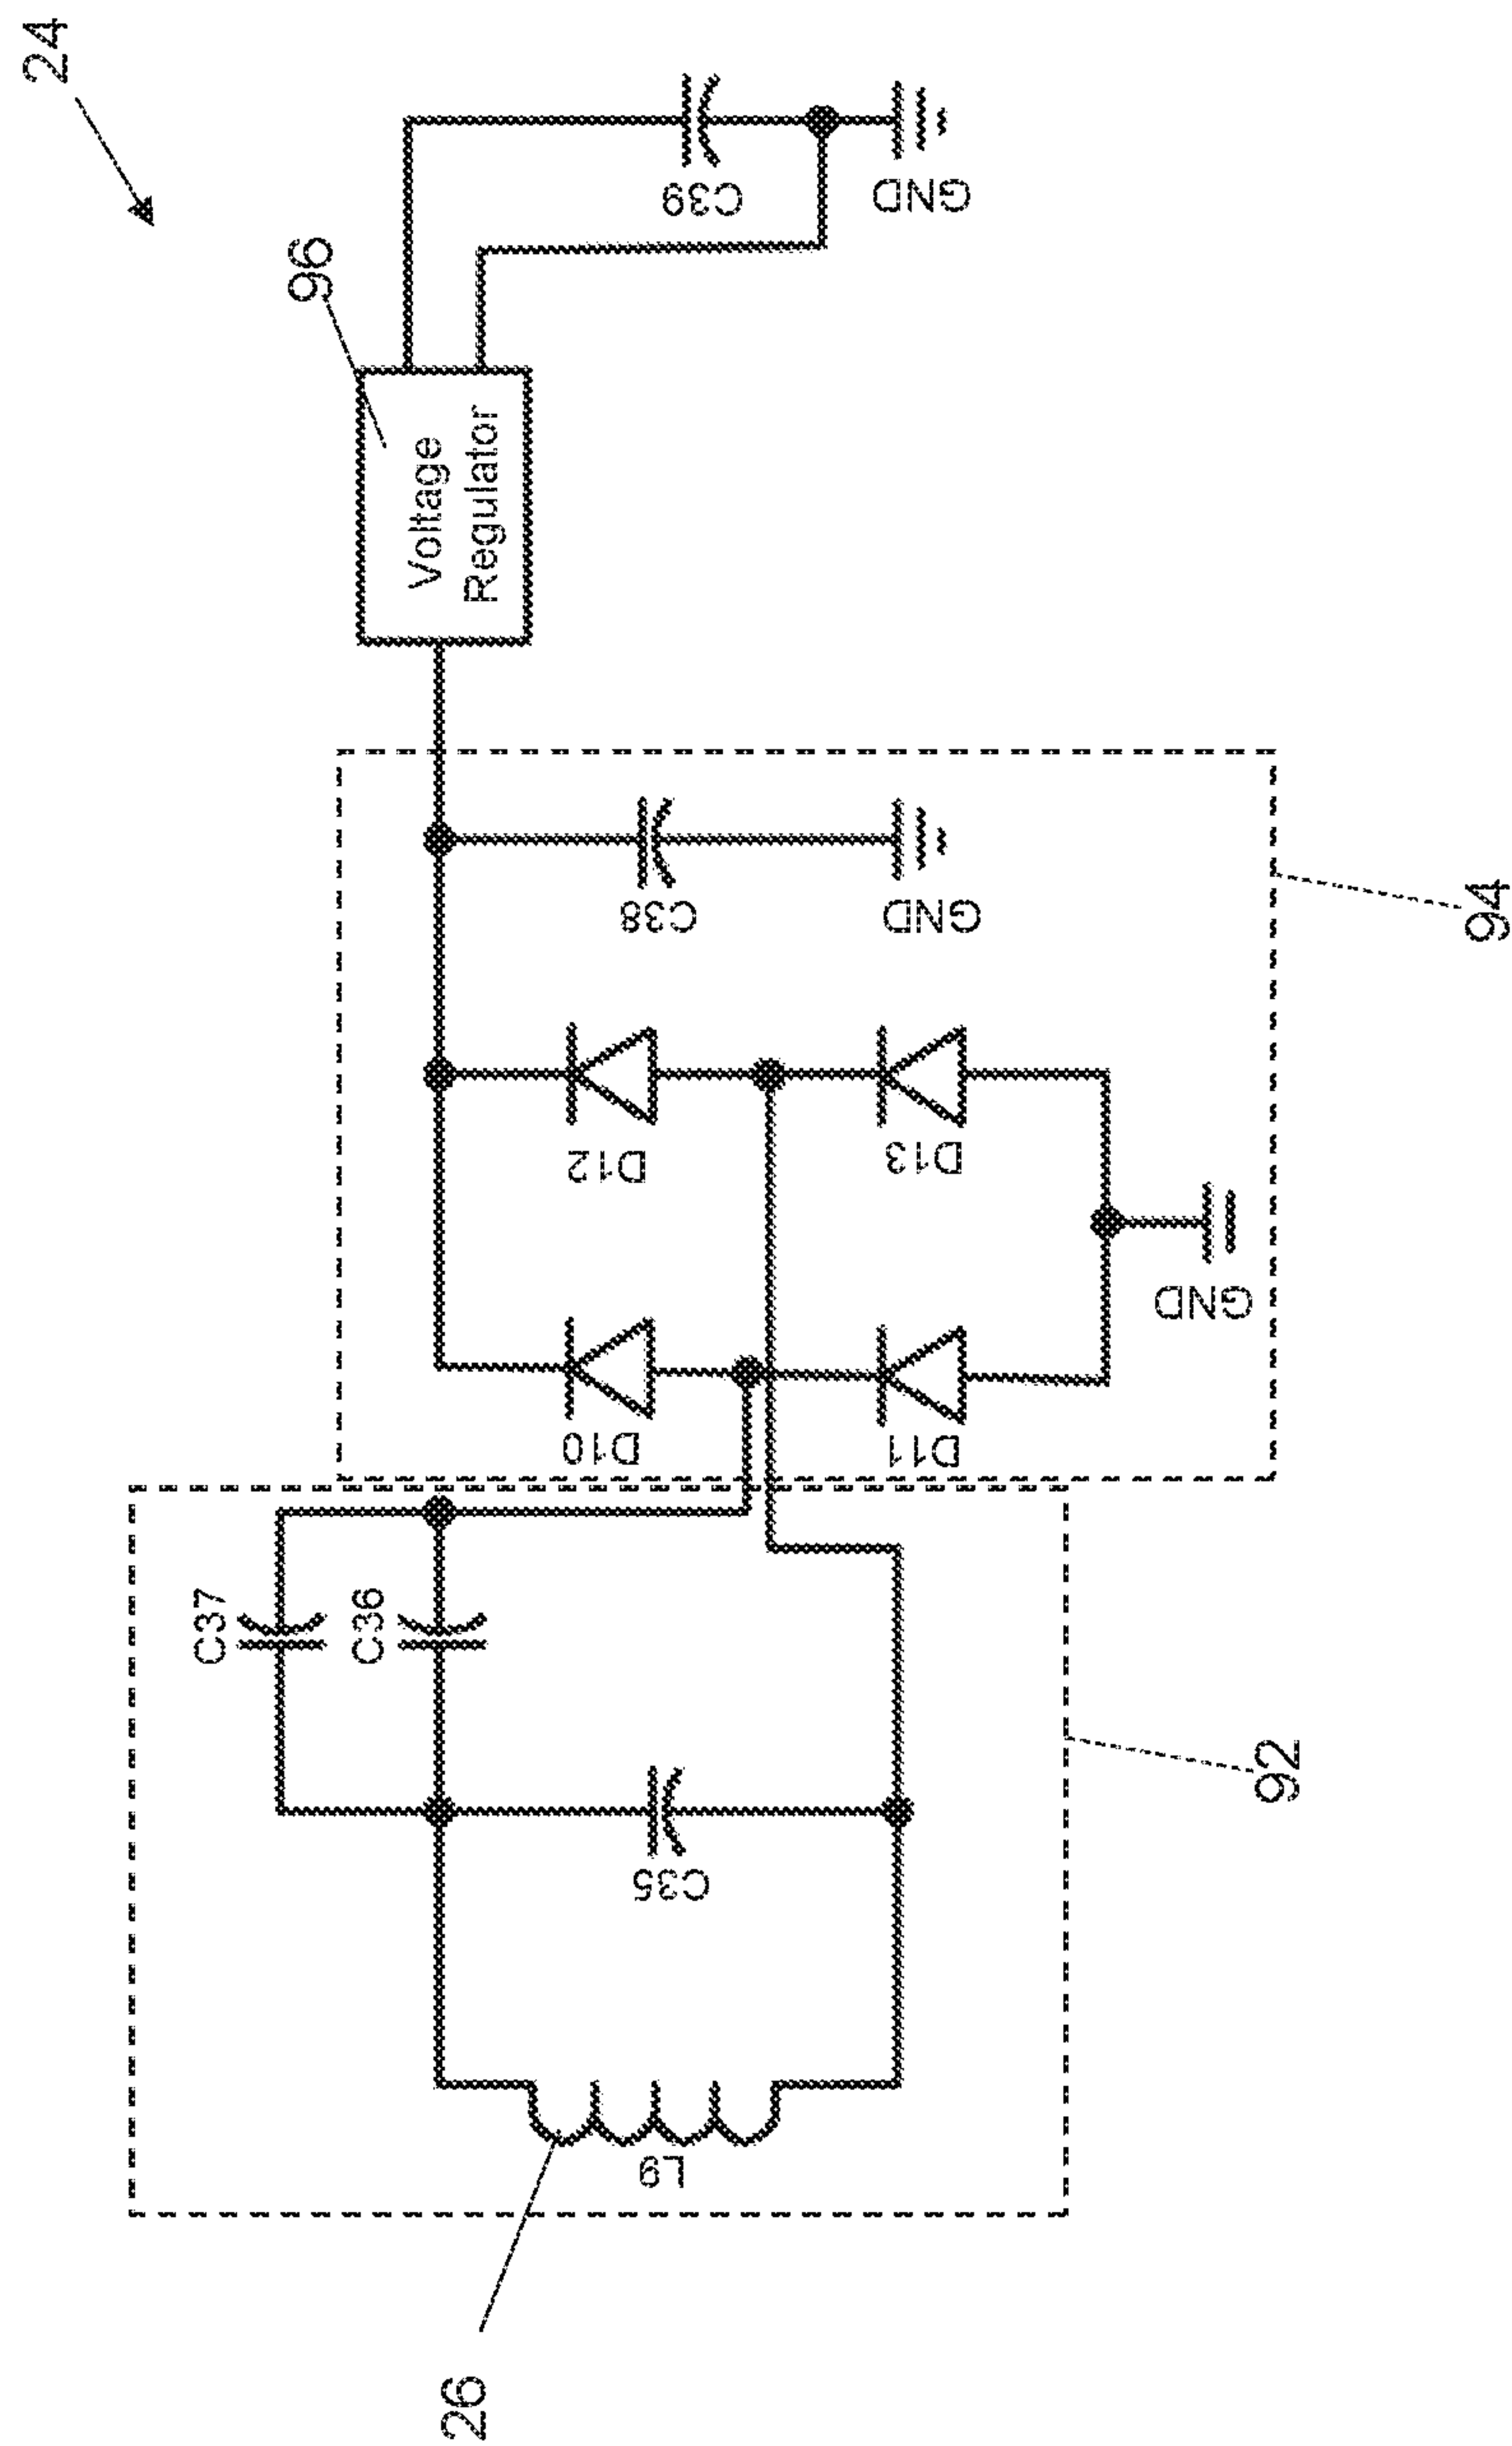 24
96
Voltage
Regulator
C39
GND
C38
GND
D12
D13
GND
D10
D11
94
C37
C36
C35
92
L9
26